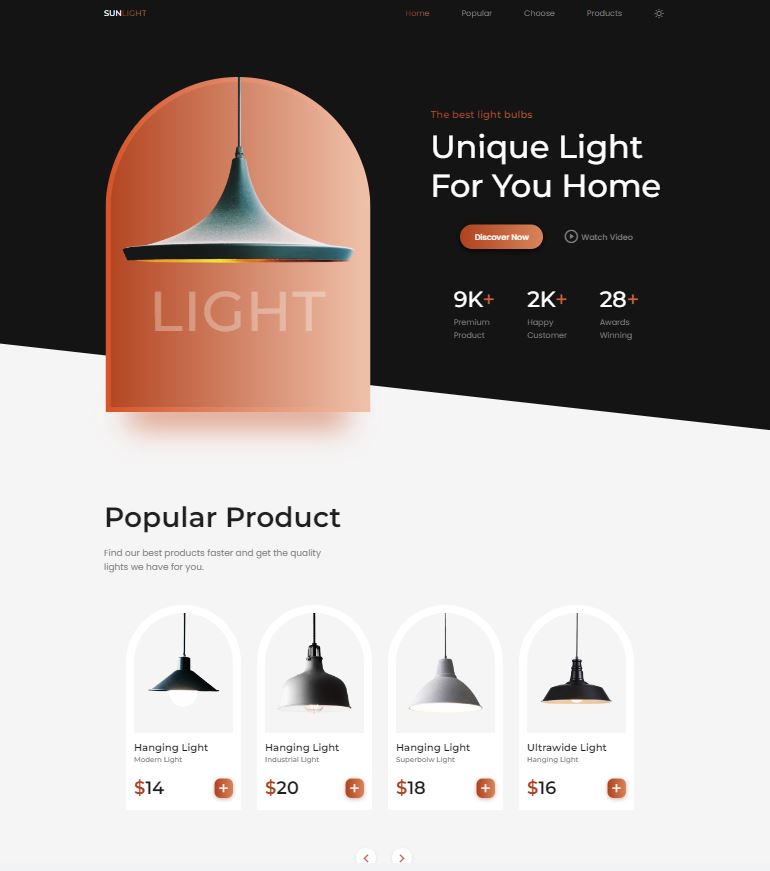 SUNLIGHT
Home Popular Choose Products
The best light bulbs
Unique Light
For You Home
Discover Now Watch Video
9K+ 2K+ 28+
Premium Happy Awards
Product Customer Winning
LIGHT
Popular Product
Find our best products faster and get the quality
lights we have for you.
Hanging Light Hanging Light Hanging Light Ultrawide Light
Modern Light Industrial Light Superbolw Light Hanging Light
$14 + $20 + $18 + $16 +